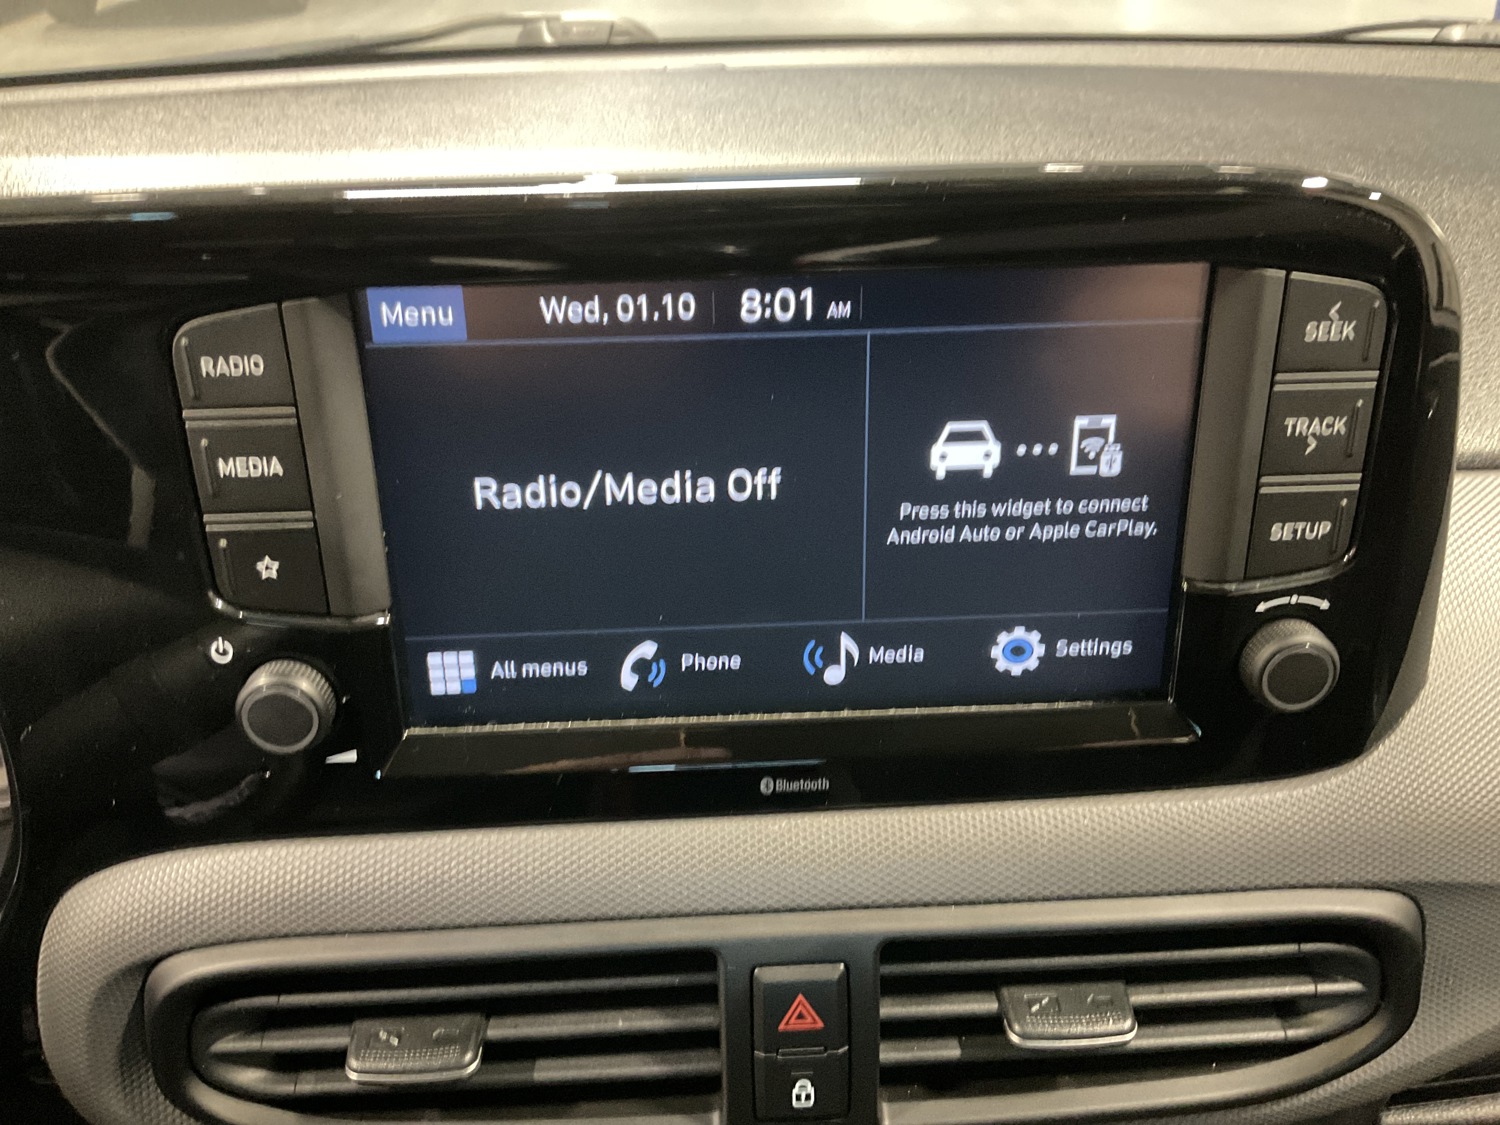 Menu
Wed, 01.10
8:01 AM
RADIO
MEDIA
Radio/Media Off
Press this widget to connect
Android Auto or Apple CarPlay.
SEEK
TRACK
SETUP
All menus
Phone
Media
Settings
Bluetooth